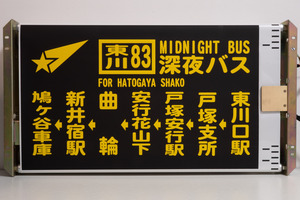 東川83
MIDNIGHT BUS
深夜バス
FOR HATOGAYA SHAKO
東川口駅
戸塚支所
戸塚安行駅
安行花山下
曲輪
新井宿駅
鳩ヶ谷車庫